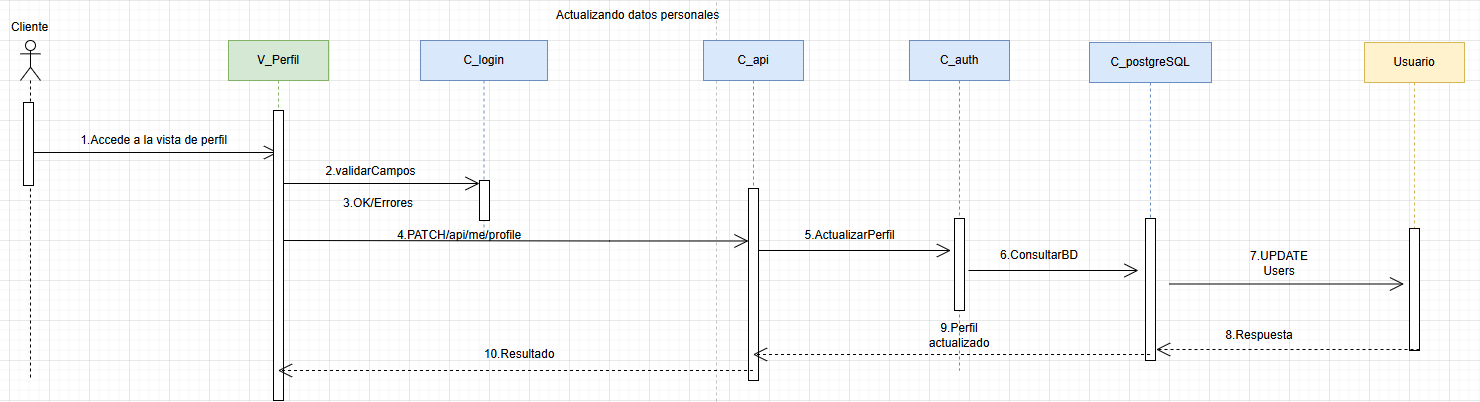 Actualizando datos personales
Cliente
V_Perfil
C_login
C_api
C_auth
C_postgreSQL
Usuario
1.Accede a la vista de perfil
2.validarCampos
3.OK/Errores
4.PATCH/api/me/profile
5.ActualizarPerfil
6.ConsultarBD
7.UPDATE
Users
8.Respuesta
9.Perfil
actualizado
10.Resultado